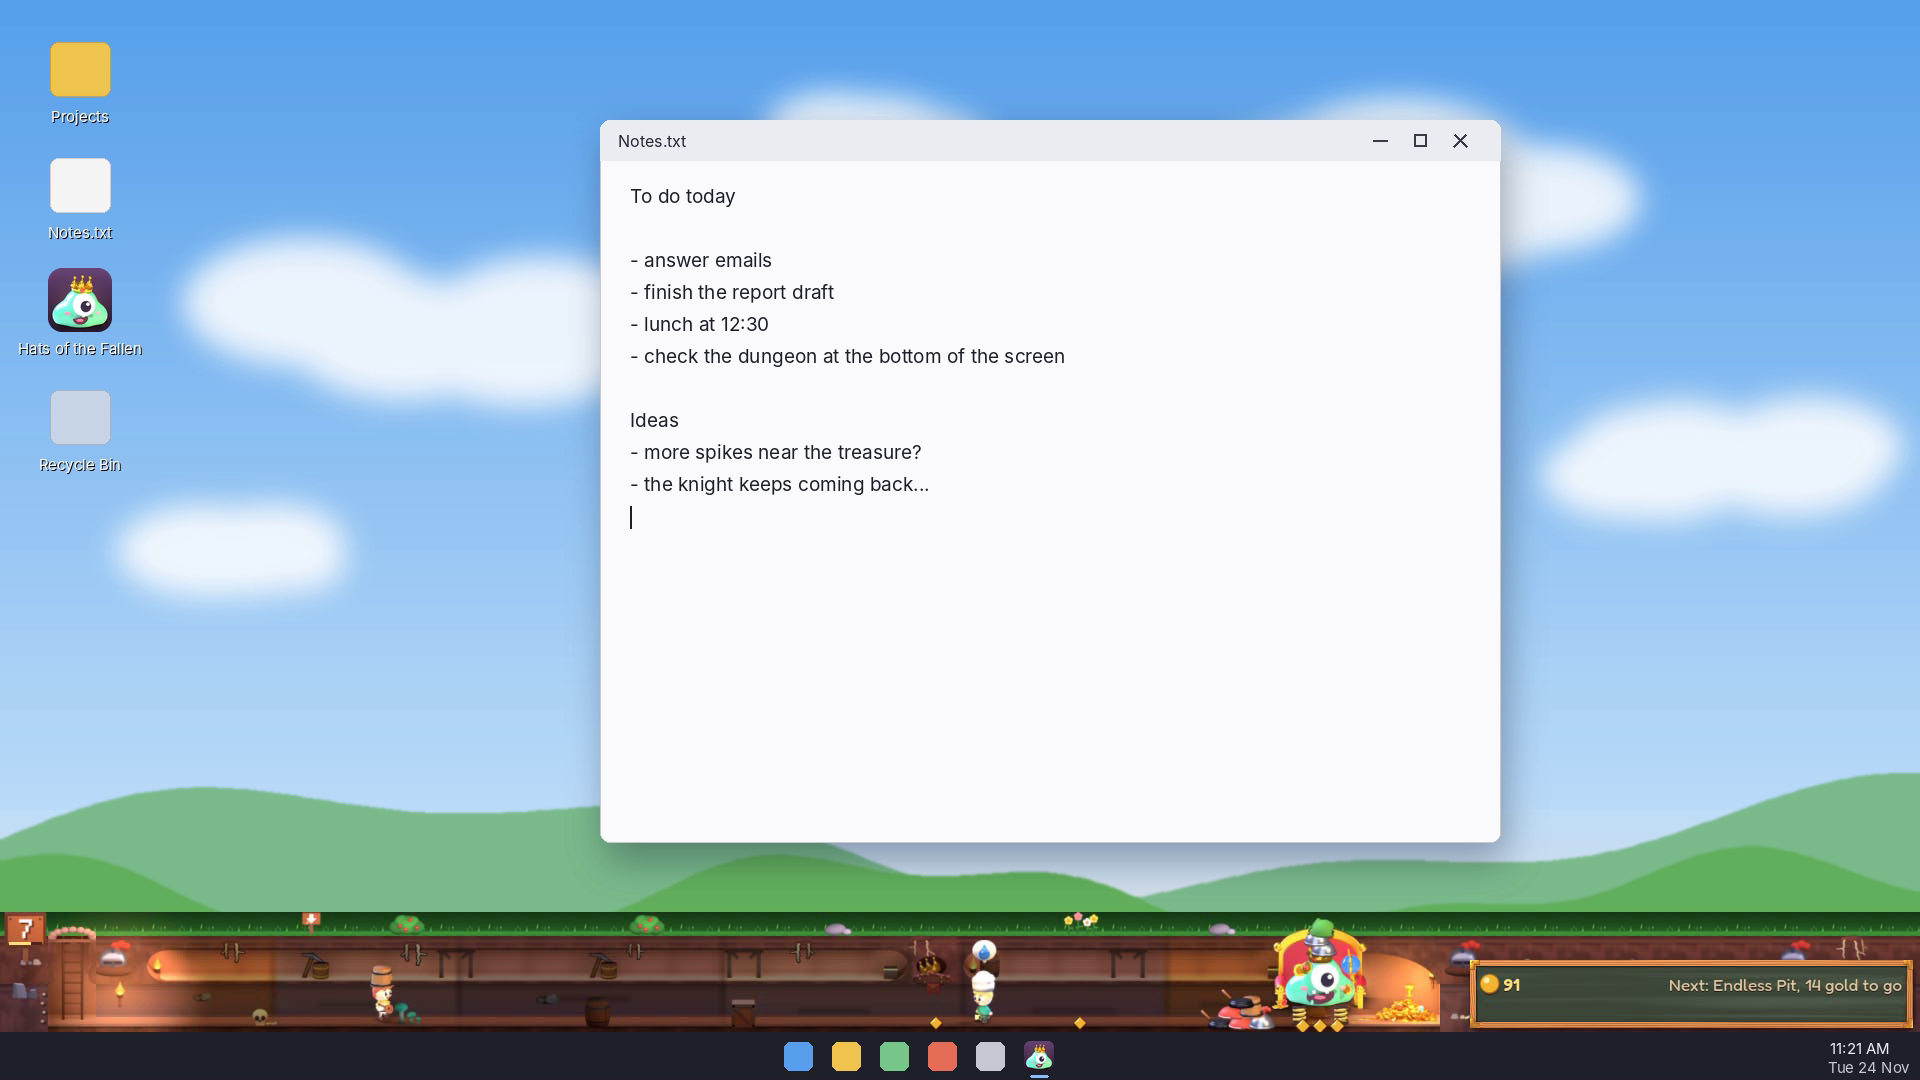 Projects
Notes.txt
Hats of the Fallen
Recycle Bin
Notes.txt
To do today
- answer emails
- finish the report draft
- lunch at 12:30
- check the dungeon at the bottom of the screen
Ideas
- more spikes near the treasure?
- the knight keeps coming back...
7
91
Next: Endless Pit, 14 gold to go
11:21 AM
Tue 24 Nov